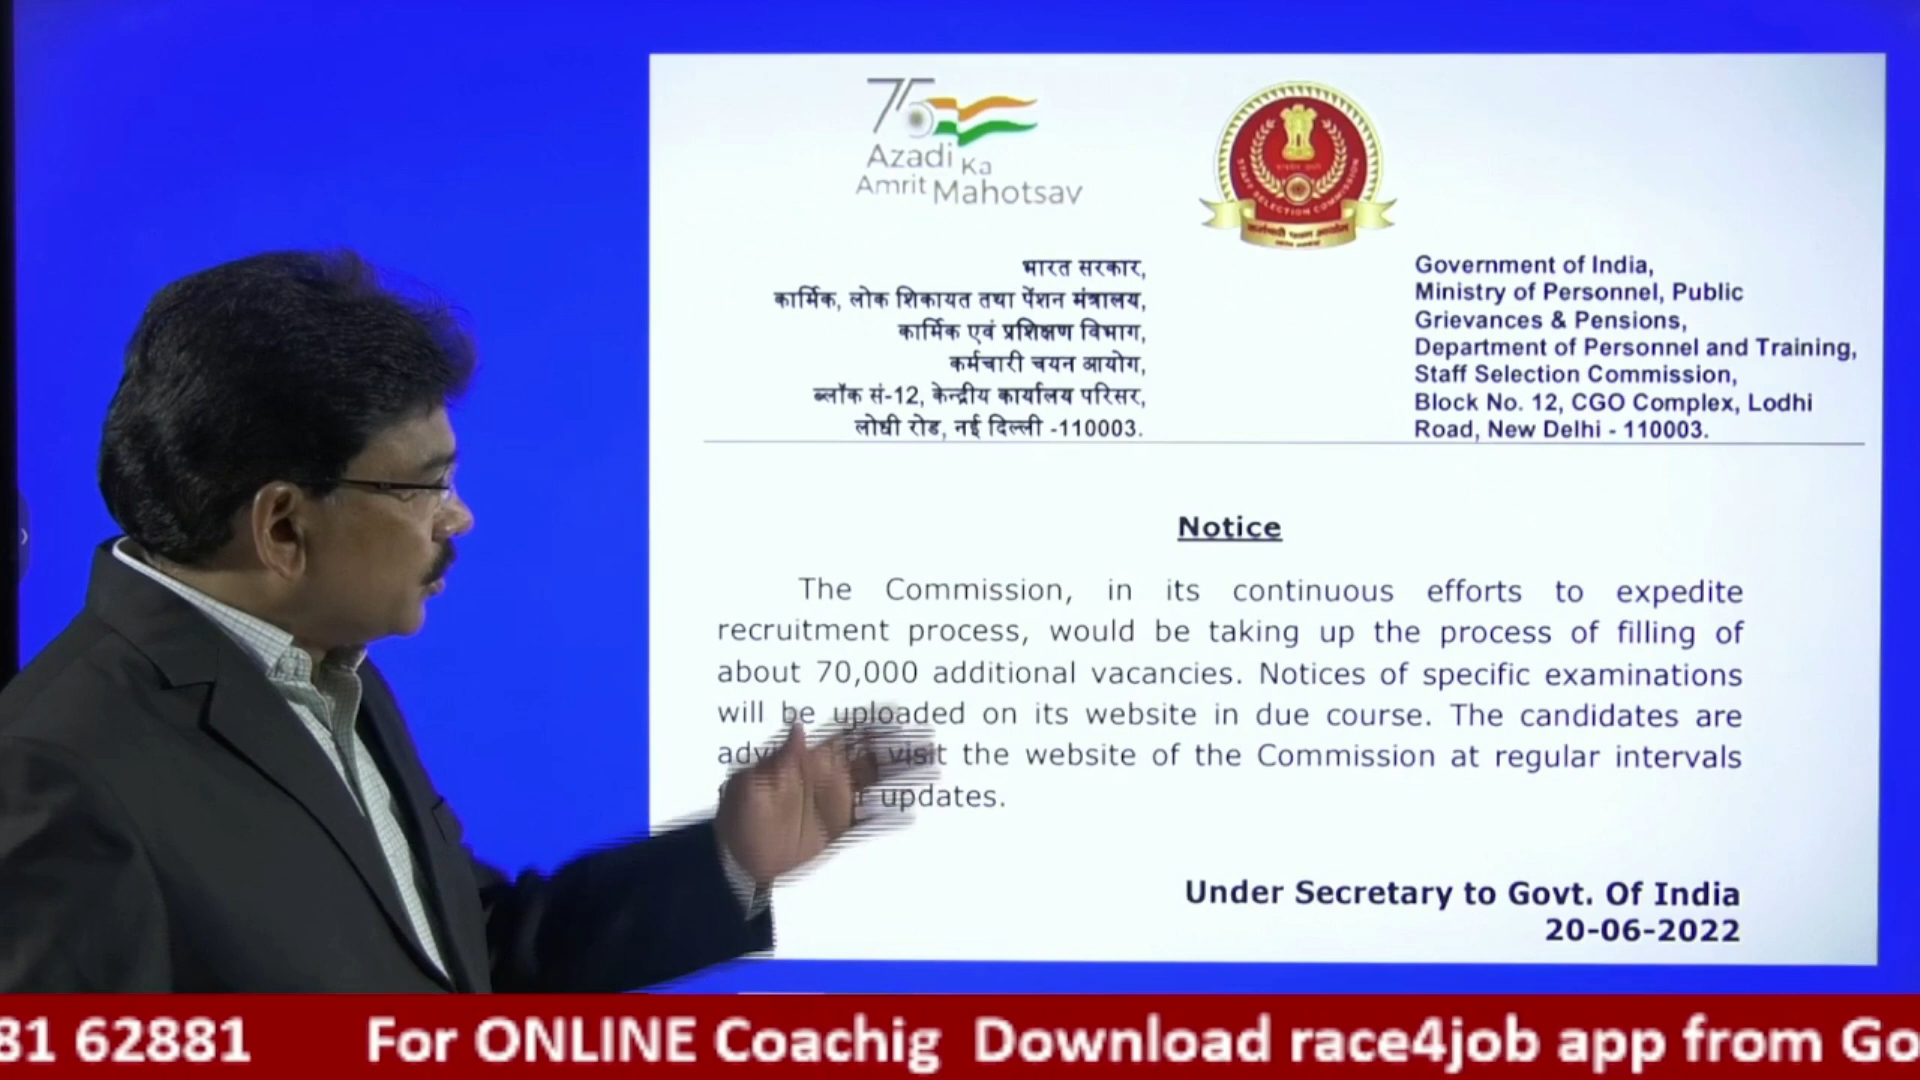 75
Azadi Ka
Amrit Mahotsav
STAFF SELECTION COMMISSION
भारत सरकार,
कार्मिक, लोक शिकायत तथा पेंशन मंत्रालय,
कार्मिक एवं प्रशिक्षण विभाग,
कर्मचारी चयन आयोग,
ब्लॉक सं-12, केन्द्रीय कार्यालय परिसर,
लोधी रोड, नई दिल्ली -110003.
Government of India,
Ministry of Personnel, Public
Grievances & Pensions,
Department of Personnel and Training,
Staff Selection Commission,
Block No. 12, CGO Complex, Lodhi
Road, New Delhi - 110003.
Notice
The Commission, in its continuous efforts to expedite
recruitment process, would be taking up the process of filling of
about 70,000 additional vacancies. Notices of specific examinations
will be uploaded on its website in due course. The candidates are
visit the website of the Commission at regular intervals
updates.
Under Secretary to Govt. Of India
20-06-2022
81 62881 For ONLINE Coachig Download race4job app from Go